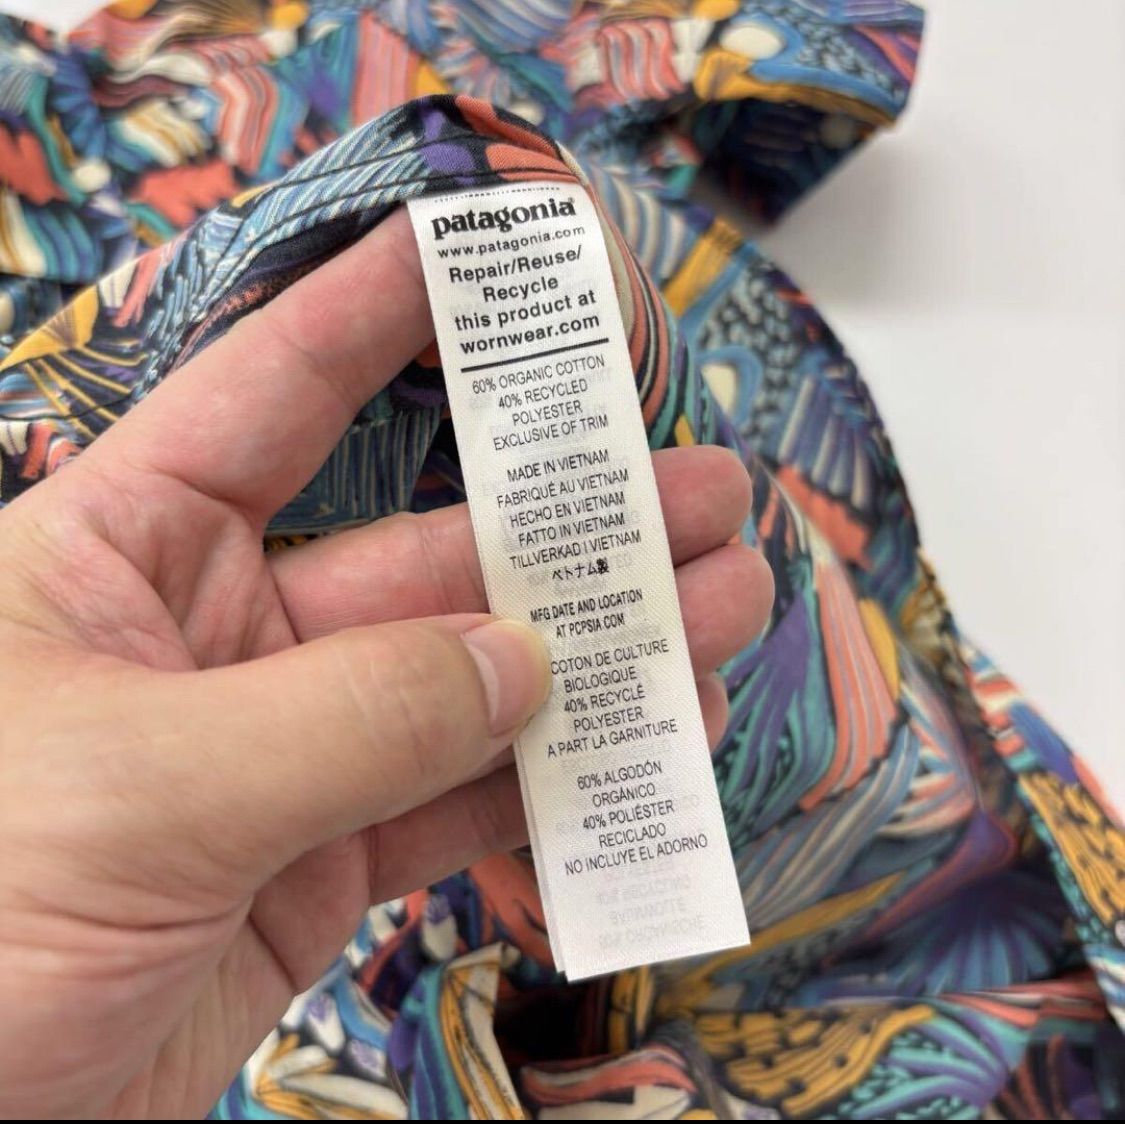 patagonia®
www.patagonia.com
Repair/Reuse/
Recycle
this product at
wornwear.com
60% ORGANIC COTTON
40% RECYCLED
POLYESTER
EXCLUSIVE OF TRIM
MADE IN VIETNAM
FABRIQUÉ AU VIETNAM
HECHO EN VIETNAM
FATTO IN VIETNAM
TILLVERKAD I VIETNAM
ベトナム製
MFG DATE AND LOCATION
AT PCPSIA COM
COTON DE CULTURE
BIOLOGIQUE
40% RECYCLÉ
POLYESTER
A PART LA GARNITURE
60% ALGODÓN
ORGÁNICO
40% POLIÉSTER
RECICLADO
NO INCLUYE EL ADORNO